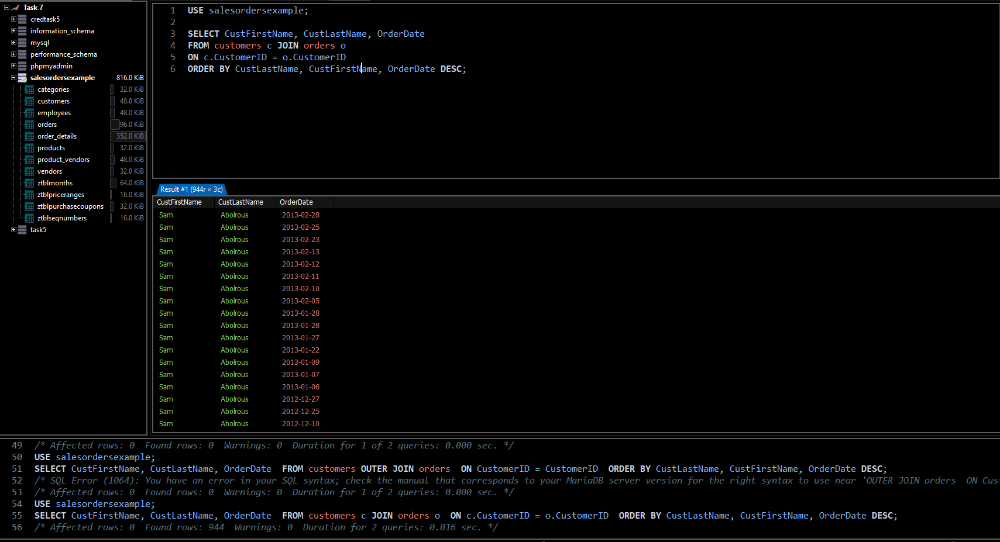 Task 7
credtask5
information_schema
mysql
performance_schema
phpmyadmin
salesordersexample 816.0 KiB
categories 32.0 KiB
customers 48.0 KiB
employees 48.0 KiB
orders 96.0 KiB
order_details 352.0 KiB
products 32.0 KiB
product_vendors 48.0 KiB
vendors 32.0 KiB
ztblmonths 64.0 KiB
ztblpriceranges 16.0 KiB
ztblpurchasecoupons 32.0 KiB
ztblseqnumbers 16.0 KiB
task5
1 USE salesordersexample;
2
3 SELECT CustFirstName, CustLastName, OrderDate
4 FROM customers c JOIN orders o
5 ON c.CustomerID = o.CustomerID
6 ORDER BY CustLastName, CustFirstName, OrderDate DESC;
Result #1 (944r × 3c)
CustFirstName CustLastName OrderDate
Sam Abolrous 2013-02-28
Sam Abolrous 2013-02-25
Sam Abolrous 2013-02-23
Sam Abolrous 2013-02-13
Sam Abolrous 2013-02-12
Sam Abolrous 2013-02-11
Sam Abolrous 2013-02-10
Sam Abolrous 2013-02-05
Sam Abolrous 2013-01-28
Sam Abolrous 2013-01-28
Sam Abolrous 2013-01-27
Sam Abolrous 2013-01-22
Sam Abolrous 2013-01-09
Sam Abolrous 2013-01-07
Sam Abolrous 2013-01-06
Sam Abolrous 2012-12-27
Sam Abolrous 2012-12-25
Sam Abolrous 2012-12-10
49 /* Affected rows: 0  Found rows: 0  Warnings: 0  Duration for 1 of 2 queries: 0.000 sec. */
50 USE salesordersexample;
51 SELECT CustFirstName, CustLastName, OrderDate  FROM customers OUTER JOIN orders  ON CustomerID = CustomerID  ORDER BY CustLastName, CustFirstName, OrderDate DESC;
52 /* SQL Error (1064): You have an error in your SQL syntax; check the manual that corresponds to your MariaDB server version for the right syntax to use near 'OUTER JOIN orders  ON Cust
53 /* Affected rows: 0  Found rows: 0  Warnings: 0  Duration for 1 of 2 queries: 0.000 sec. */
54 USE salesordersexample;
55 SELECT CustFirstName, CustLastName, OrderDate  FROM customers c JOIN orders o  ON c.CustomerID = o.CustomerID  ORDER BY CustLastName, CustFirstName, OrderDate DESC;
56 /* Affected rows: 0  Found rows: 944  Warnings: 0  Duration for 2 queries: 0.016 sec. */